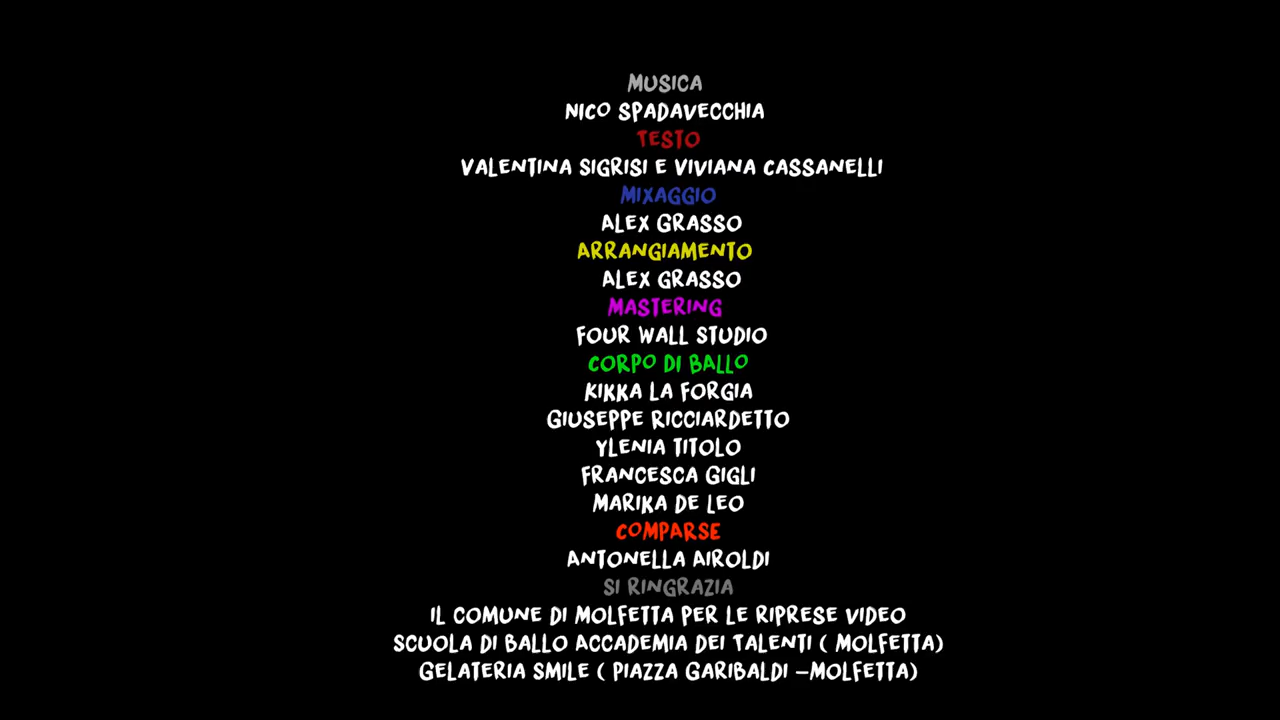 MUSICA
NICO SPADAVECCHIA
TESTO
VALENTINA SIGRISI E VIVIANA CASSANELLI
MIXAGGIO
ALEX GRASSO
ARRANGIAMENTO
ALEX GRASSO
MASTERING
FOUR WALL STUDIO
CORPO DI BALLO
KIKKA LA FORGIA
GIUSEPPE RICCIARDETTO
YLENIA TITOLO
FRANCESCA GIGLI
MARIKA DE LEO
COMPARSE
ANTONELLA AIROLDI
SI RINGRAZIA
IL COMUNE DI MOLFETTA PER LE RIPRESE VIDEO
SCUOLA DI BALLO ACCADEMIA DEI TALENTI ( MOLFETTA)
GELATERIA SMILE ( PIAZZA GARIBALDI -MOLFETTA)